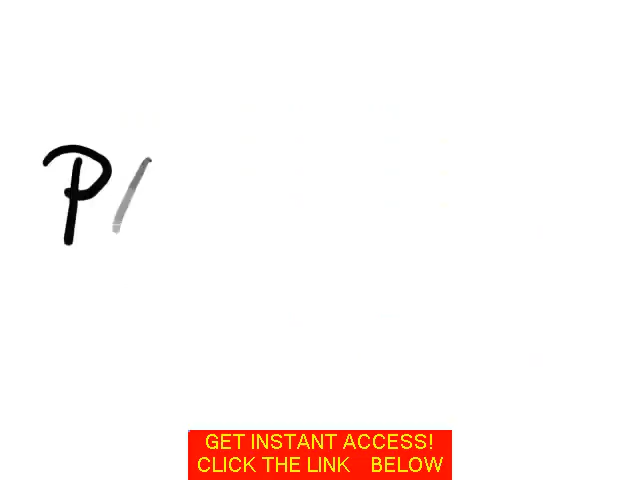 P/
GET INSTANT ACCESS!
CLICK THE LINK BELOW